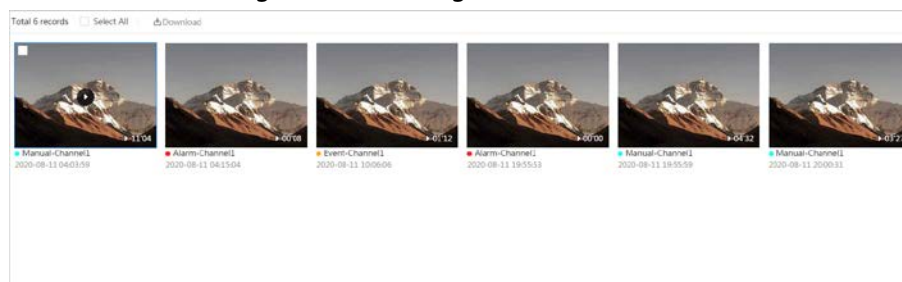 Total 6 records Select All Download
11'04 00'08 01'12 00'00 04'32
Manual-Channel1 Alarm-Channel1 Event-Channel1 Alarm-Channel1 Manual-Channel1 Manual-Channel1
2020-08-11 04:03:59 2020-08-11 04:15:04 2020-08-11 10:06:06 2020-08-11 19:55:53 2020-08-11 19:55:59 2020-08-11 20:00:31